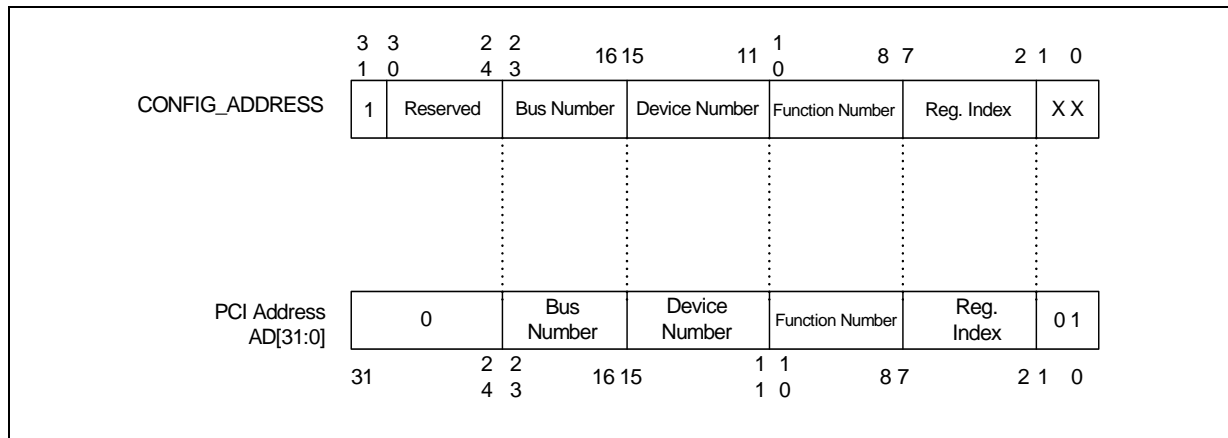 3 3 2 2 1
1 0 4 3 16 15 11 0 8 7 2 1 0
CONFIG_ADDRESS 1 Reserved Bus Number Device Number Function Number Reg. Index X X
PCI Address AD[31:0] 0 Bus Number Device Number Function Number Reg. Index 0 1
2 2 1 1
31 4 3 16 15 1 0 8 7 2 1 0